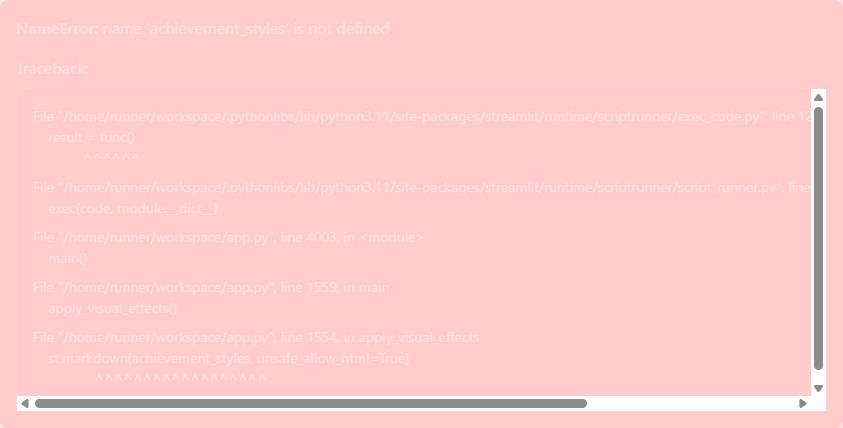 NameError: name 'achievement_styles' is not defined
Traceback:
File "/home/runner/workspace/.pythonlibs/lib/python3.11/site-packages/streamlit/runtime/scriptrunner/exec_code.py", line 12
result = func()
^^^^^^
File "/home/runner/workspace/.pythonlibs/lib/python3.11/site-packages/streamlit/runtime/scriptrunner/script_runner.py", line
exec(code, module.__dict__)
File "/home/runner/workspace/app.py", line 4003, in <module>
main()
File "/home/runner/workspace/app.py", line 1559, in main
apply_visual_effects()
File "/home/runner/workspace/app.py", line 1554, in apply_visual_effects
st.markdown(achievement_styles, unsafe_allow_html=True)
^^^^^^^^^^^^^^^^^^